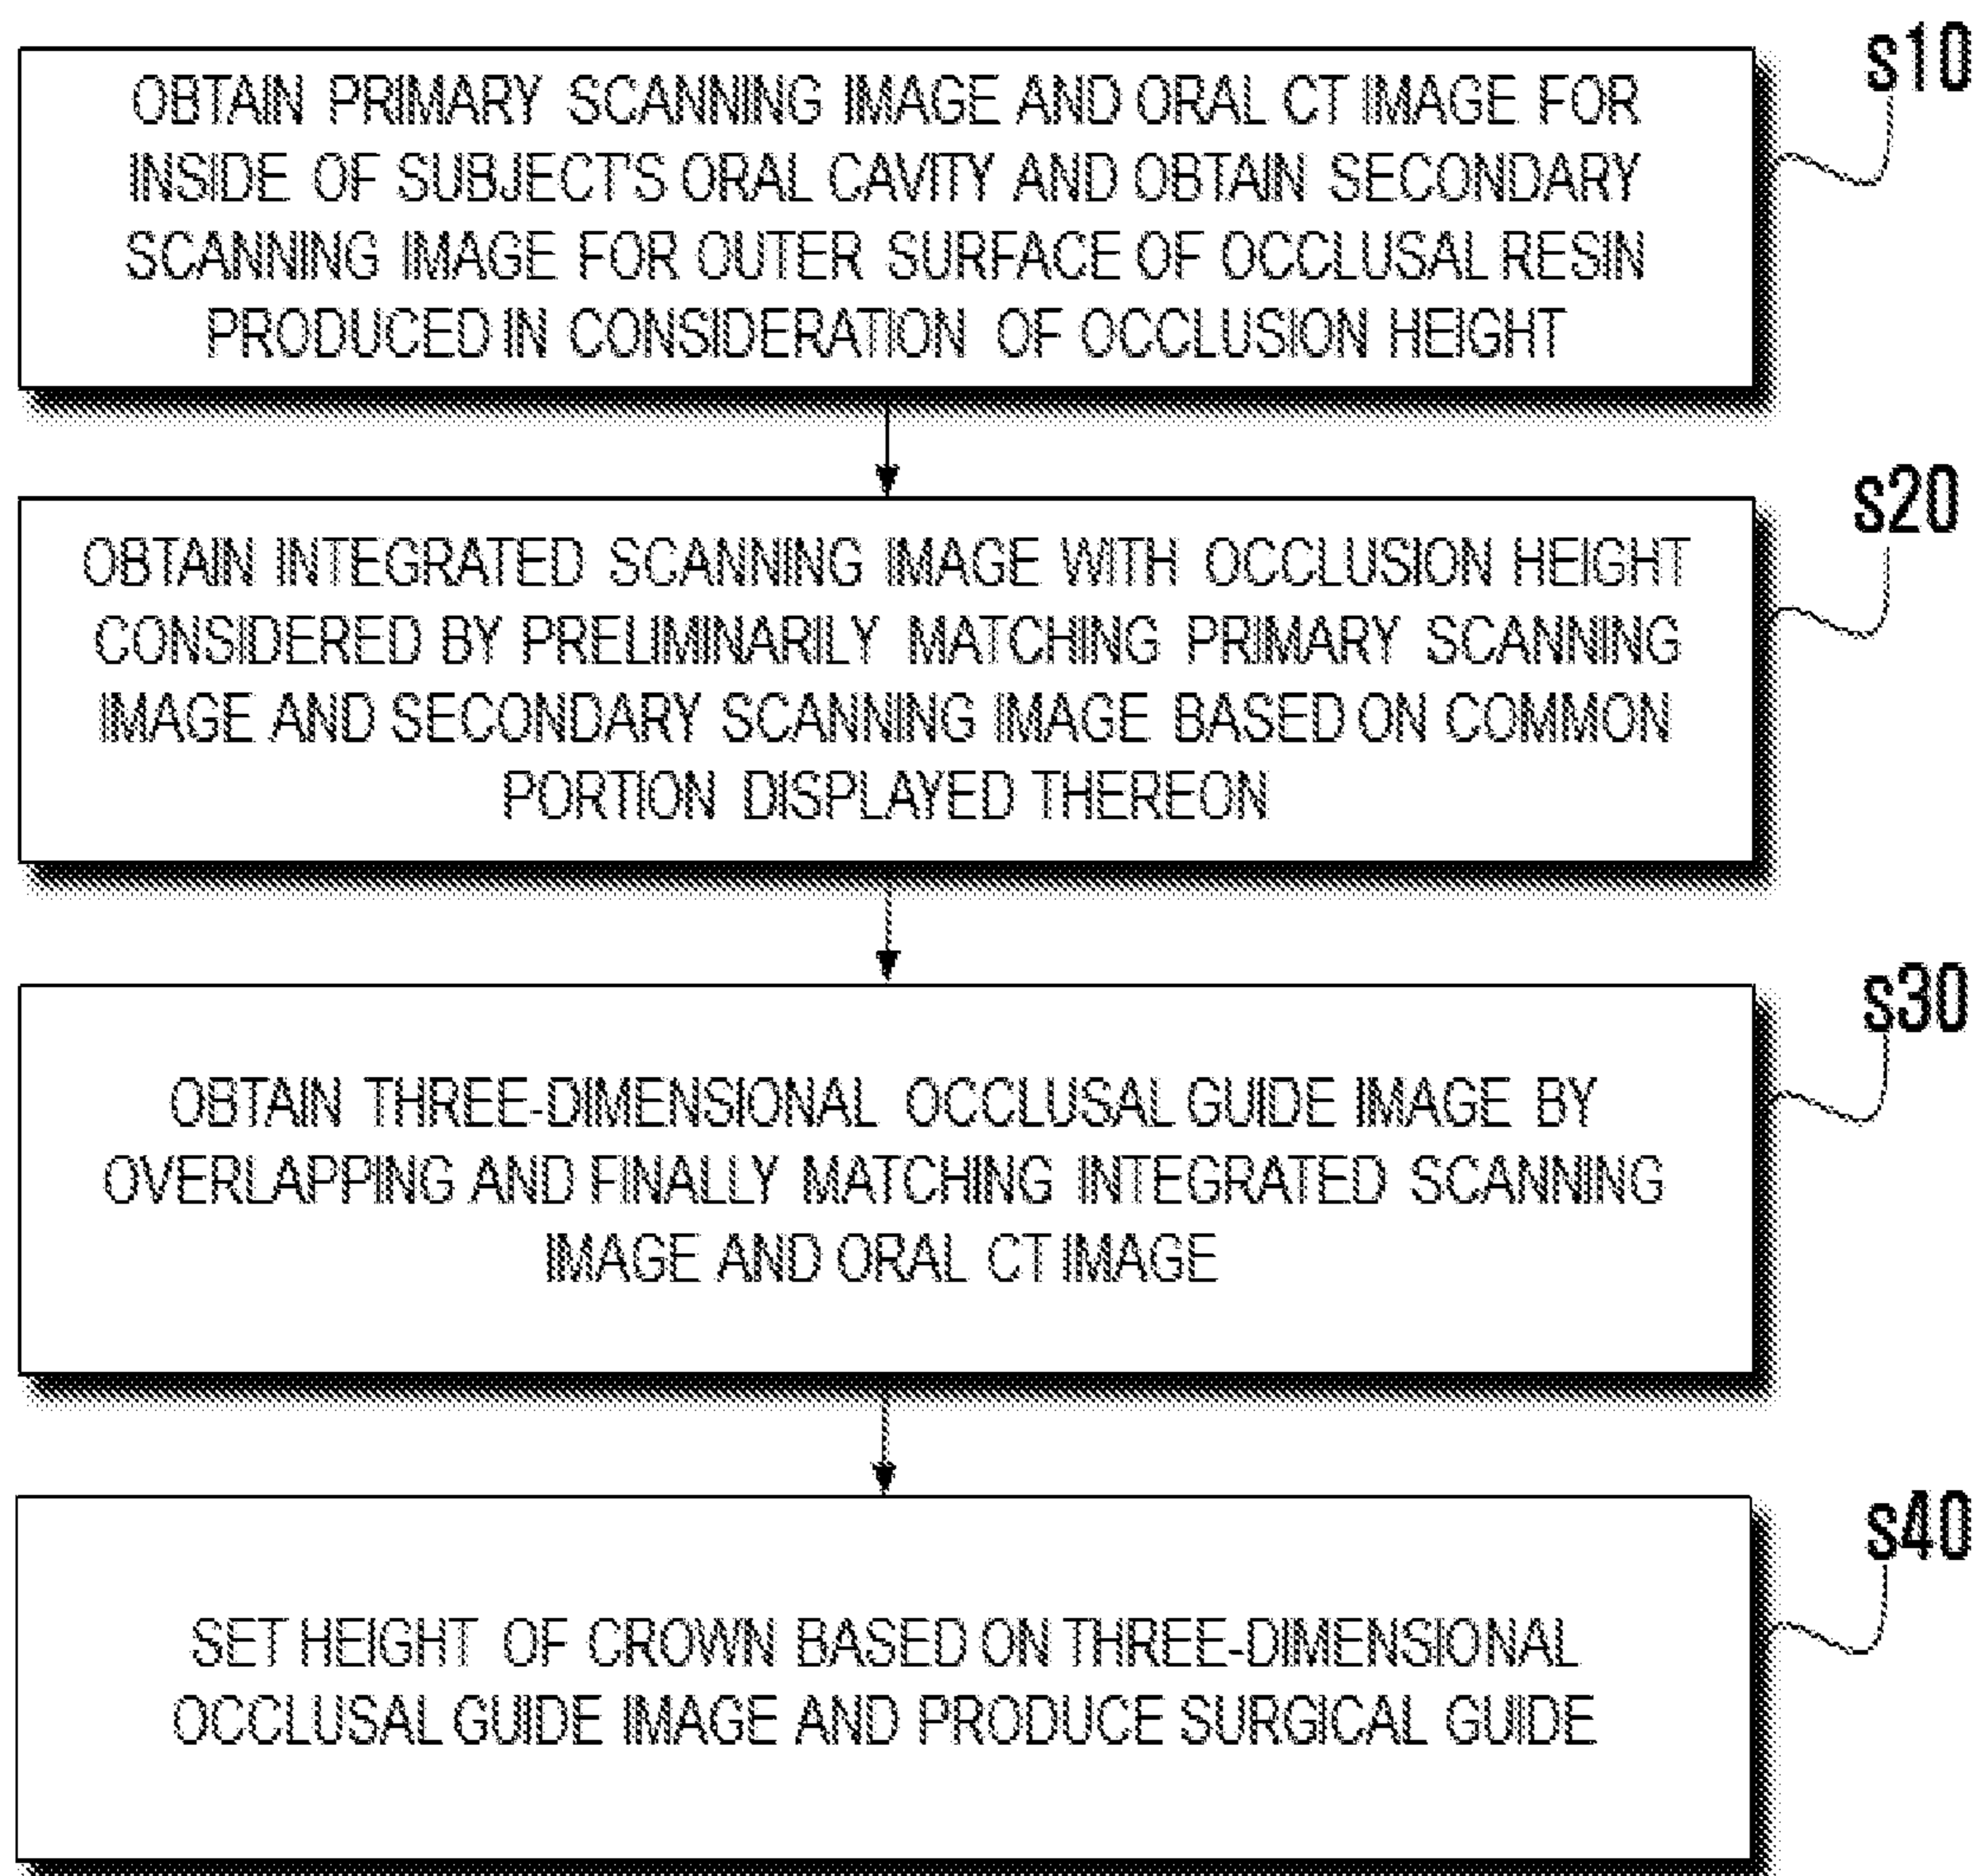 s10
OBTAIN PRIMARY SCANNING IMAGE AND ORAL CT IMAGE FOR
INSIDE OF SUBJECT'S ORAL CAVITY AND OBTAIN SECONDARY
SCANNING IMAGE FOR OUTER SURFACE OF OCCLUSAL RESIN
PRODUCED IN CONSIDERATION OF OCCLUSION HEIGHT
s20
OBTAIN INTEGRATED SCANNING IMAGE WITH OCCLUSION HEIGHT
CONSIDERED BY PRELIMINARILY MATCHING PRIMARY SCANNING
IMAGE AND SECONDARY SCANNING IMAGE BASED ON COMMON
PORTION DISPLAYED THEREON
s30
OBTAIN THREE-DIMENSIONAL OCCLUSAL GUIDE IMAGE BY
OVERLAPPING AND FINALLY MATCHING INTEGRATED SCANNING
IMAGE AND ORAL CT IMAGE
s40
SET HEIGHT OF CROWN BASED ON THREE-DIMENSIONAL
OCCLUSAL GUIDE IMAGE AND PRODUCE SURGICAL GUIDE